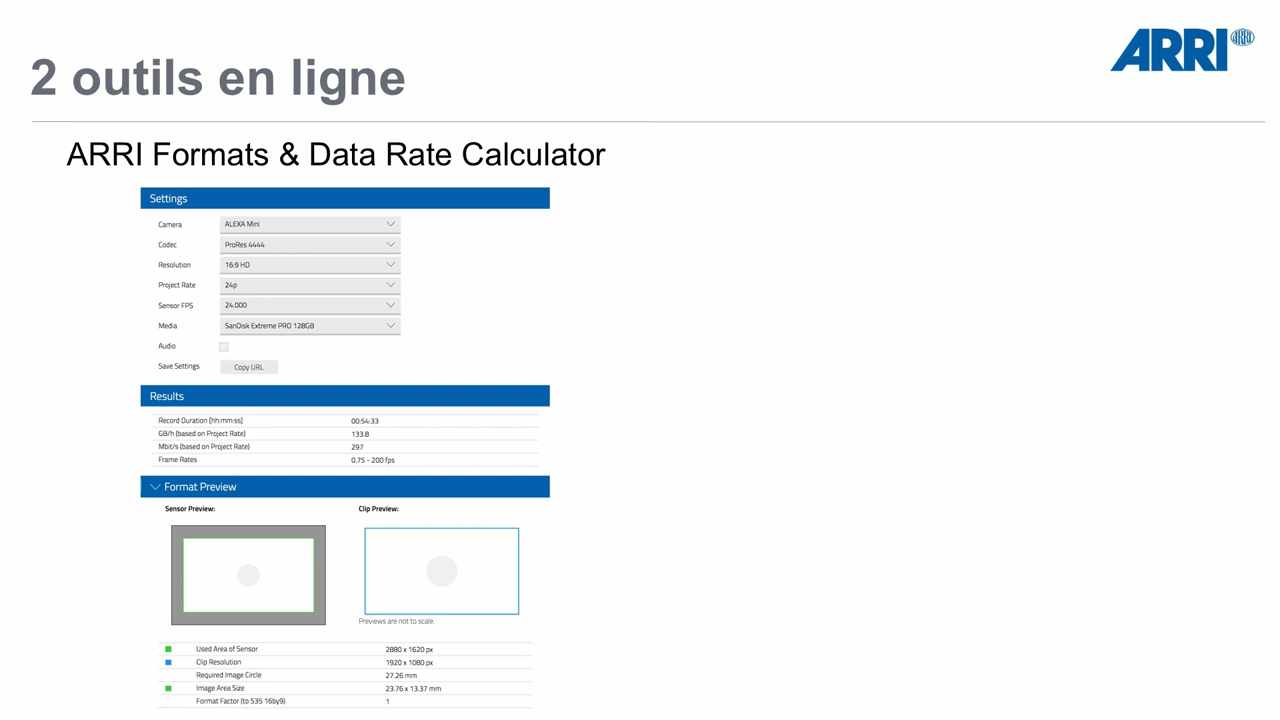 ARRI ARRI
2 outils en ligne
ARRI Formats & Data Rate Calculator
Settings
Camera ALEXA Mini
Codec ProRes 4444
Resolution 16:9 HD
Project Rate 24p
Sensor FPS 24.000
Media SanDisk Extreme PRO 128GB
Audio
Save Settings Copy URL
Results
Record Duration [hh:mm:ss] 00:54:33
GB/h (based on Project Rate) 133.8
Mbit/s (based on Project Rate) 297
Frame Rates 0.75 - 200 fps
Format Preview
Sensor Preview: Clip Preview:
Previews are not to scale.
Used Area of Sensor 2880 x 1620 px
Clip Resolution 1920 x 1080 px
Required Image Circle 27.26 mm
Image Area Size 23.76 x 13.37 mm
Format Factor (to S35 16by9) 1